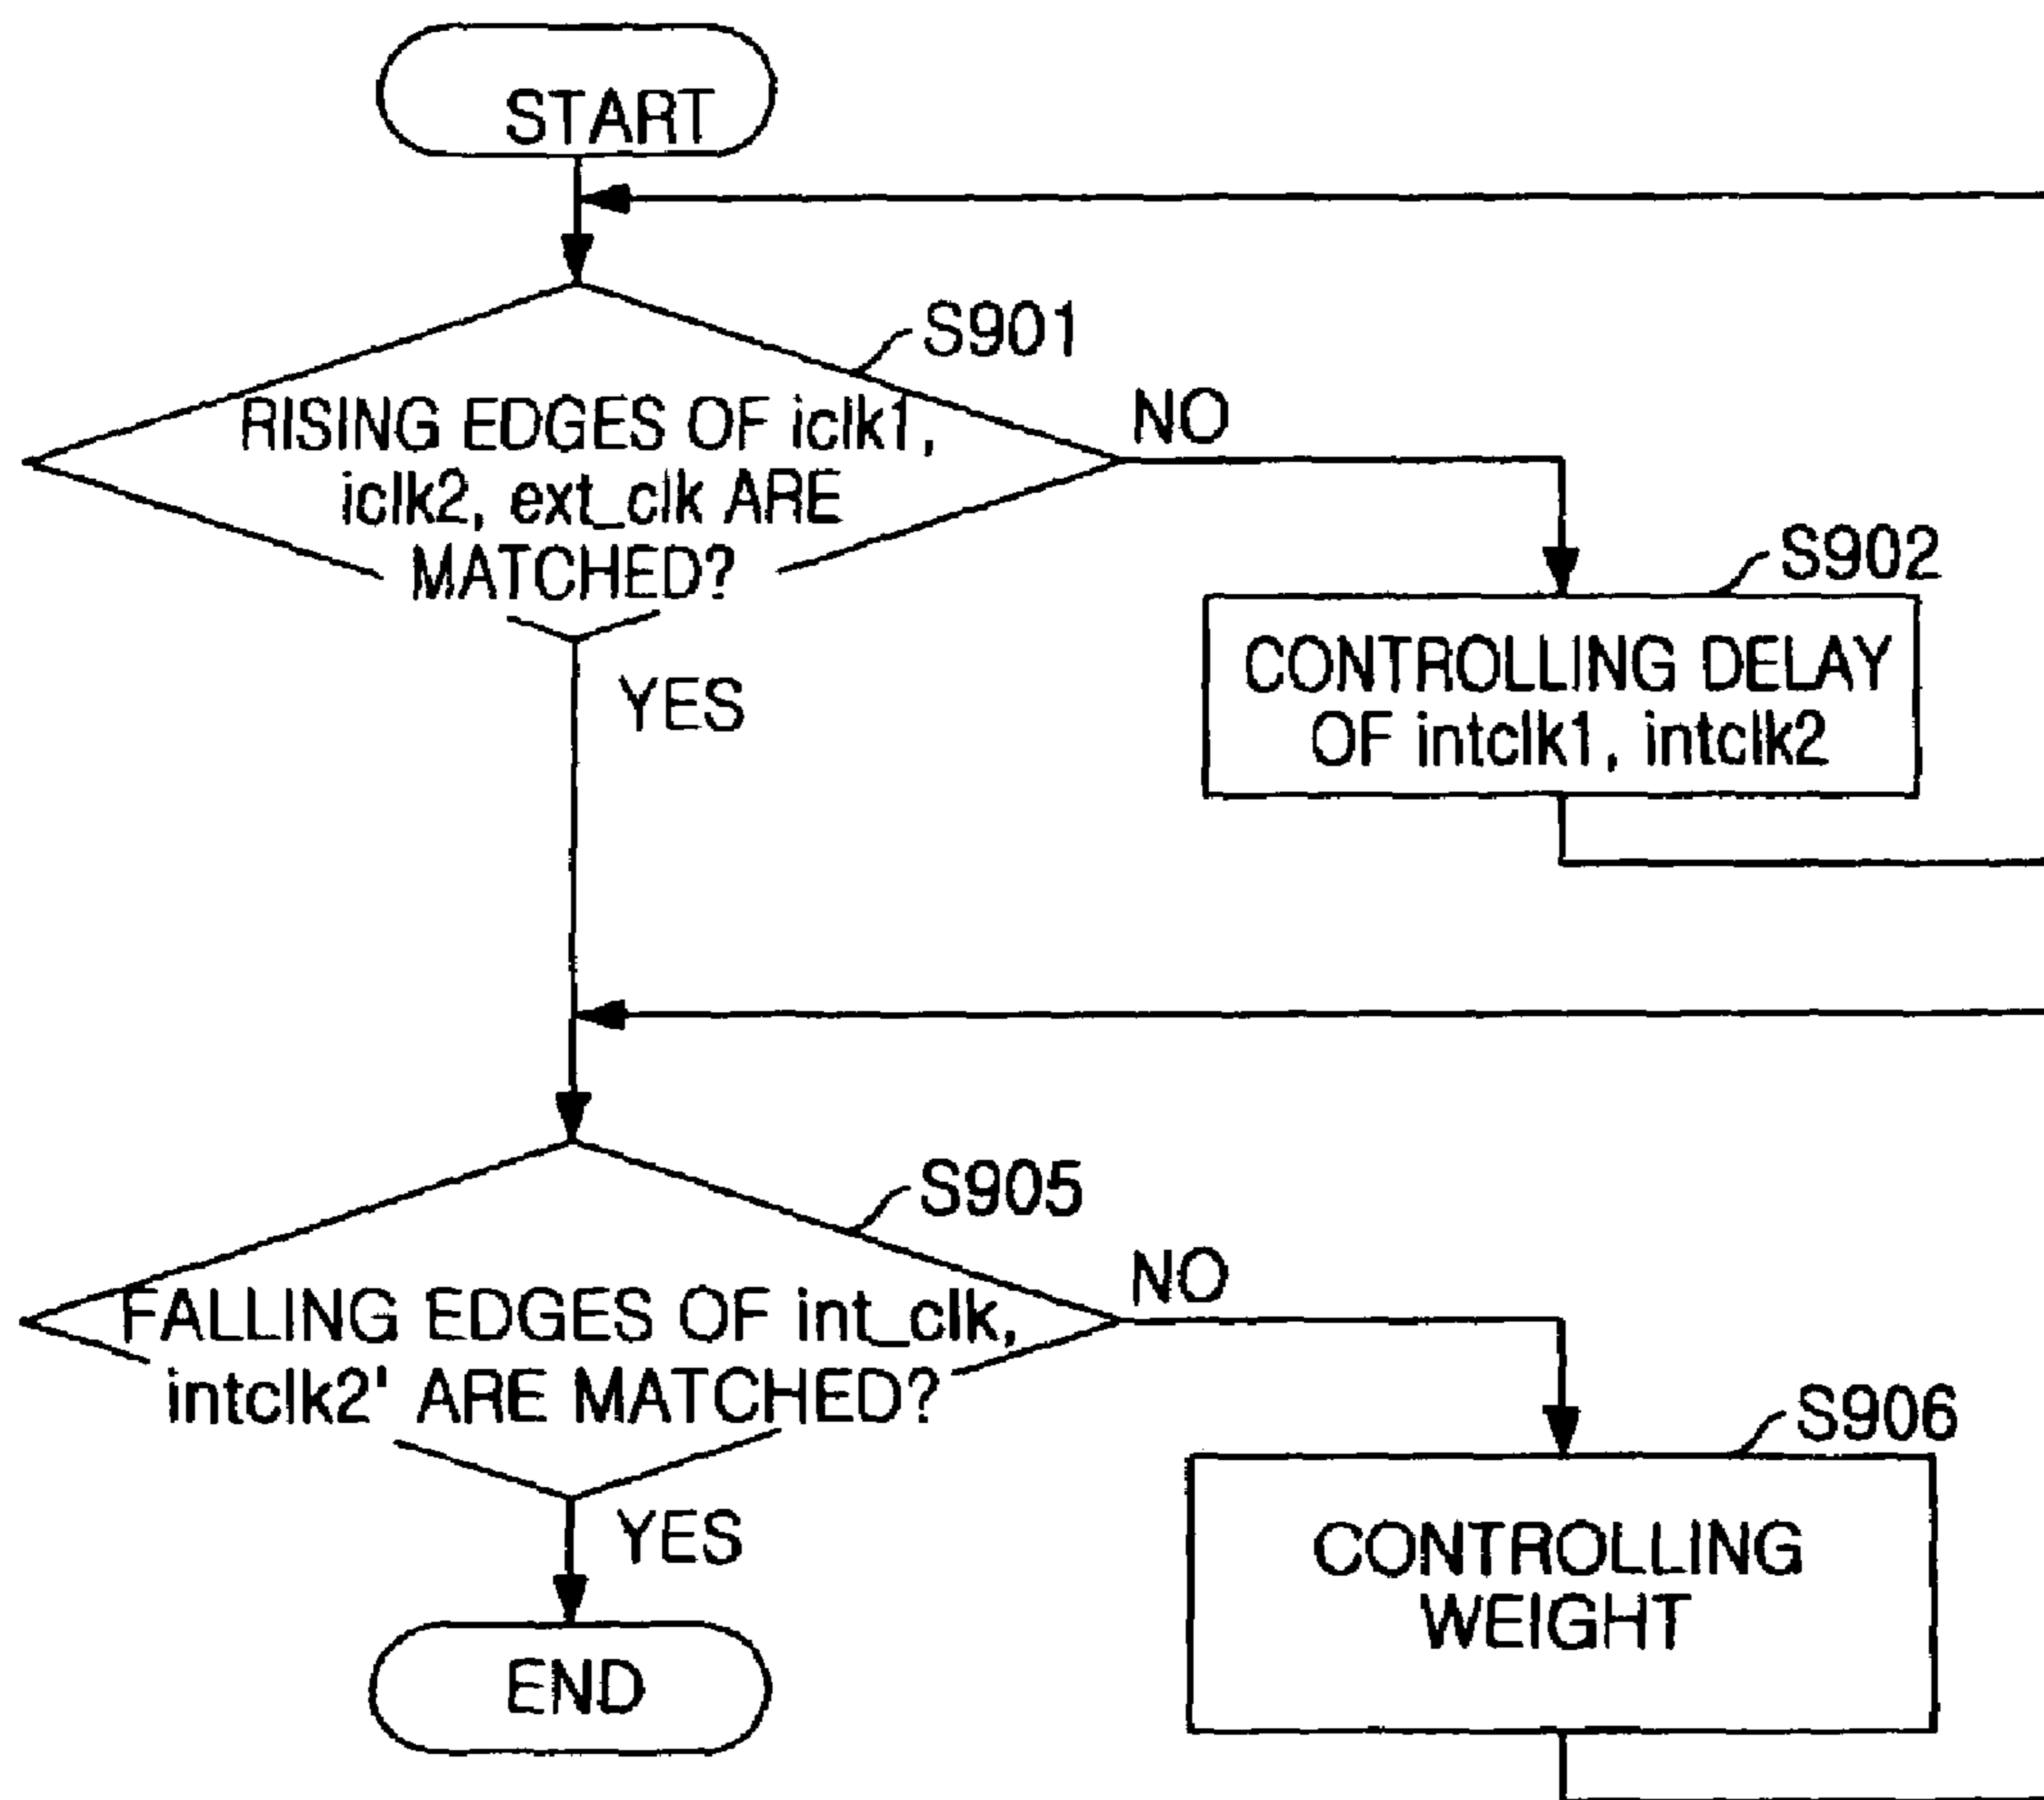 START
S901
RISING EDGES OF iclk1,
iclk2, ext_clk ARE
MATCHED?
NO
YES
S902
CONTROLLING DELAY
OF intclk1, intclk2
S905
FALLING EDGES OF int_clk,
intclk2' ARE MATCHED?
NO
YES
S906
CONTROLLING
WEIGHT
END